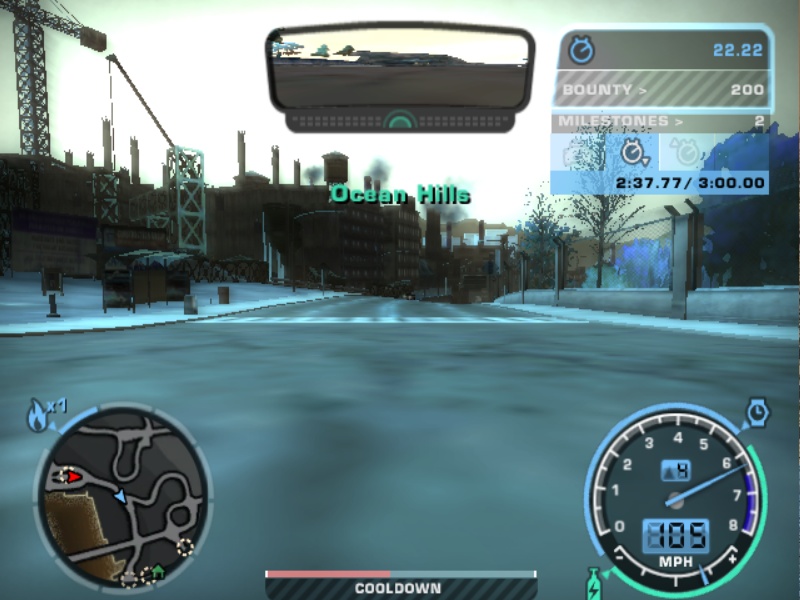 22.22
BOUNTY > 200
MILESTONES > 2
2:37.77/ 3:00.00
Ocean Hills
x1
0 1 2 3 4 5 6 7 8
4
105
MPH
COOLDOWN